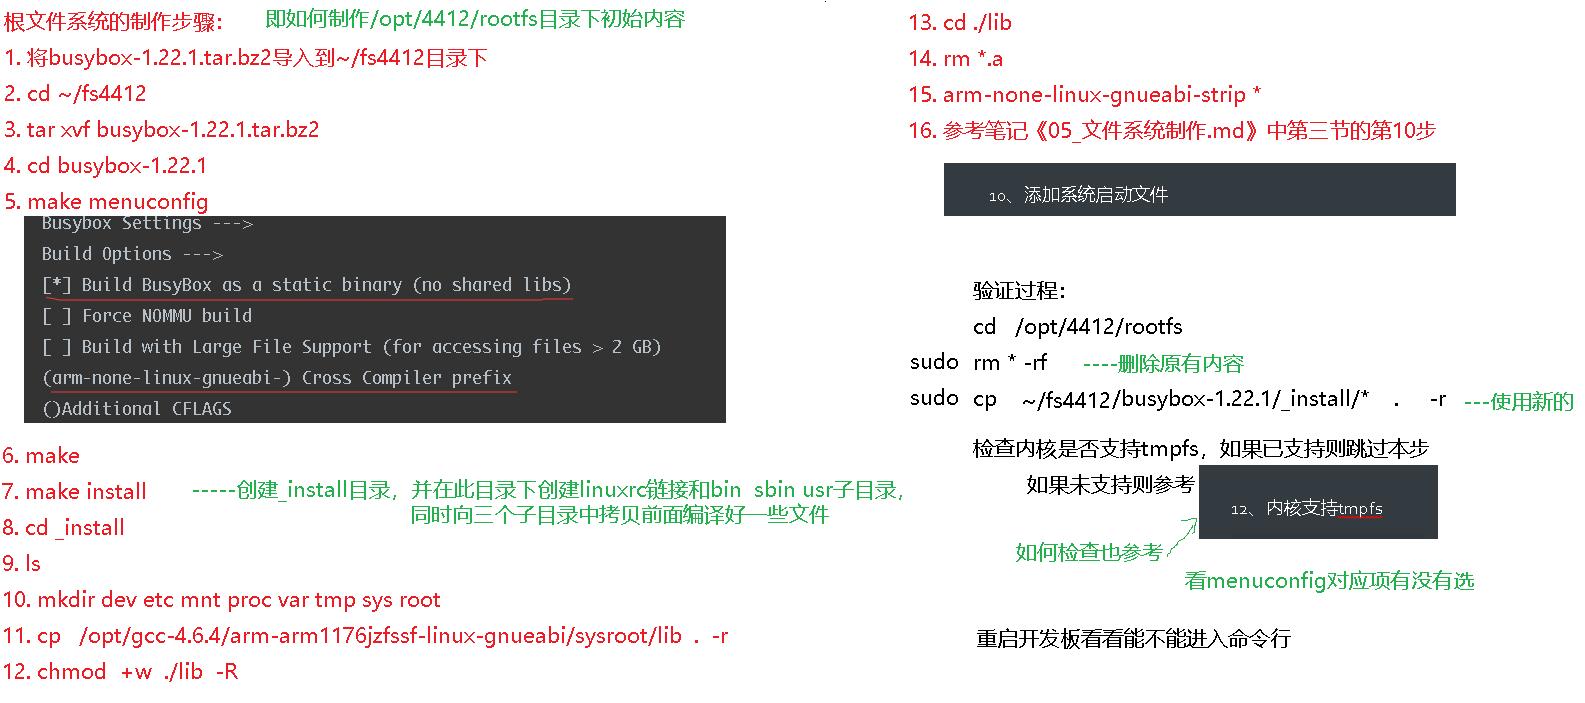 根文件系统的制作步骤：
即如何制作/opt/4412/rootfs目录下初始内容
1. 将busybox-1.22.1.tar.bz2导入到~/fs4412目录下
2. cd ~/fs4412
3. tar xvf busybox-1.22.1.tar.bz2
4. cd busybox-1.22.1
5. make menuconfig
Busybox Settings --->
Build Options --->
[*] Build BusyBox as a static binary (no shared libs)
[ ] Force NOMMU build
[ ] Build with Large File Support (for accessing files > 2 GB)
(arm-none-linux-gnueabi-) Cross Compiler prefix
()Additional CFLAGS
6. make
7. make install -----创建_install目录，并在此目录下创建linuxrc链接和bin sbin usr子目录，
同时向三个子目录中拷贝前面编译好一些文件
8. cd _install
9. ls
10. mkdir dev etc mnt proc var tmp sys root
11. cp /opt/gcc-4.6.4/arm-arm1176jzfssf-linux-gnueabi/sysroot/lib . -r
12. chmod +w ./lib -R
13. cd ./lib
14. rm *.a
15. arm-none-linux-gnueabi-strip *
16. 参考笔记《05_文件系统制作.md》中第三节的第10步
10、添加系统启动文件
验证过程：
cd /opt/4412/rootfs
sudo rm * -rf ----删除原有内容
sudo cp ~/fs4412/busybox-1.22.1/_install/* . -r ---使用新的
检查内核是否支持tmpfs，如果已支持则跳过本步
如果未支持则参考
12、内核支持tmpfs
如何检查也参考
看menuconfig对应项有没有选
重启开发板看看能不能进入命令行